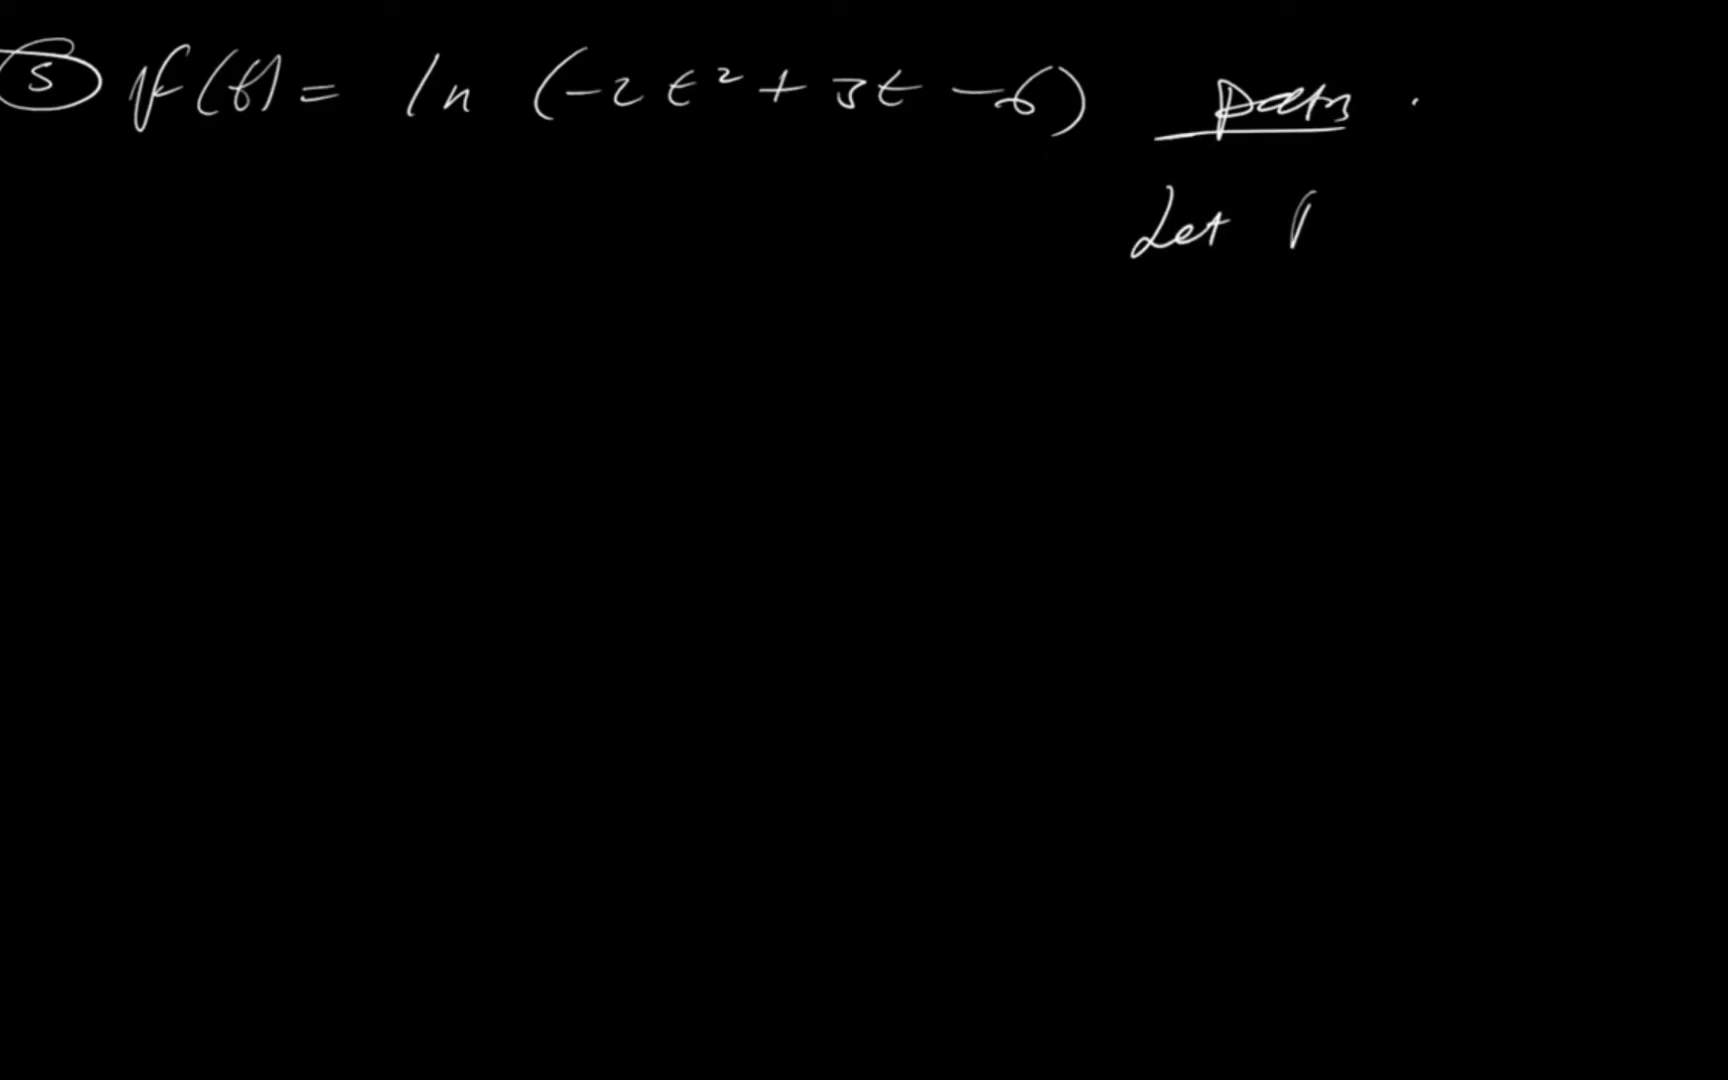 ⑤ f(t) = ln (-2t² + 3t - 6)
Let